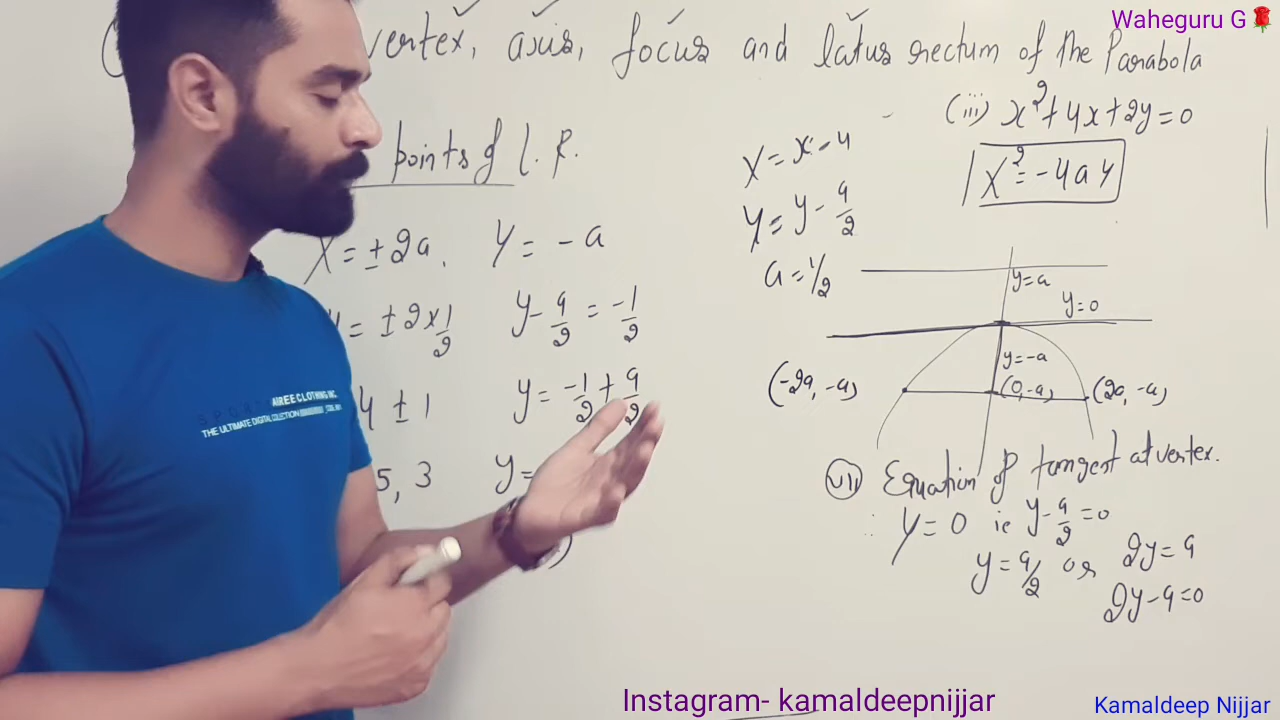 Waheguru G🌹
vertex, axis, focus and latus rectum of the Parabola
(iii) x² + 4x + 2y = 0
X² = -4aY
points of L.R.
X = x - 4
Y = y - 9/2
a = 1/2
X = ± 2a, Y = -a
= ± 2 × 1/2 y - 9/2 = -1/2
4 ± 1 y = -1/2 + 9/2
5, 3 y =
y = a
y = 0
y = -a
(-2a, -a) (0, -a) (2a, -a)
(vii) Equation of tangent at vertex.
∴ Y = 0 ie y - 9/2 = 0
y = 9/2 or 2y = 9
2y - 9 = 0
AIREE CLOTHING INC
SPORT
THE ULTIMATE DIGITAL COLECTION
Instagram- kamaldeepnijjar
Kamaldeep Nijjar